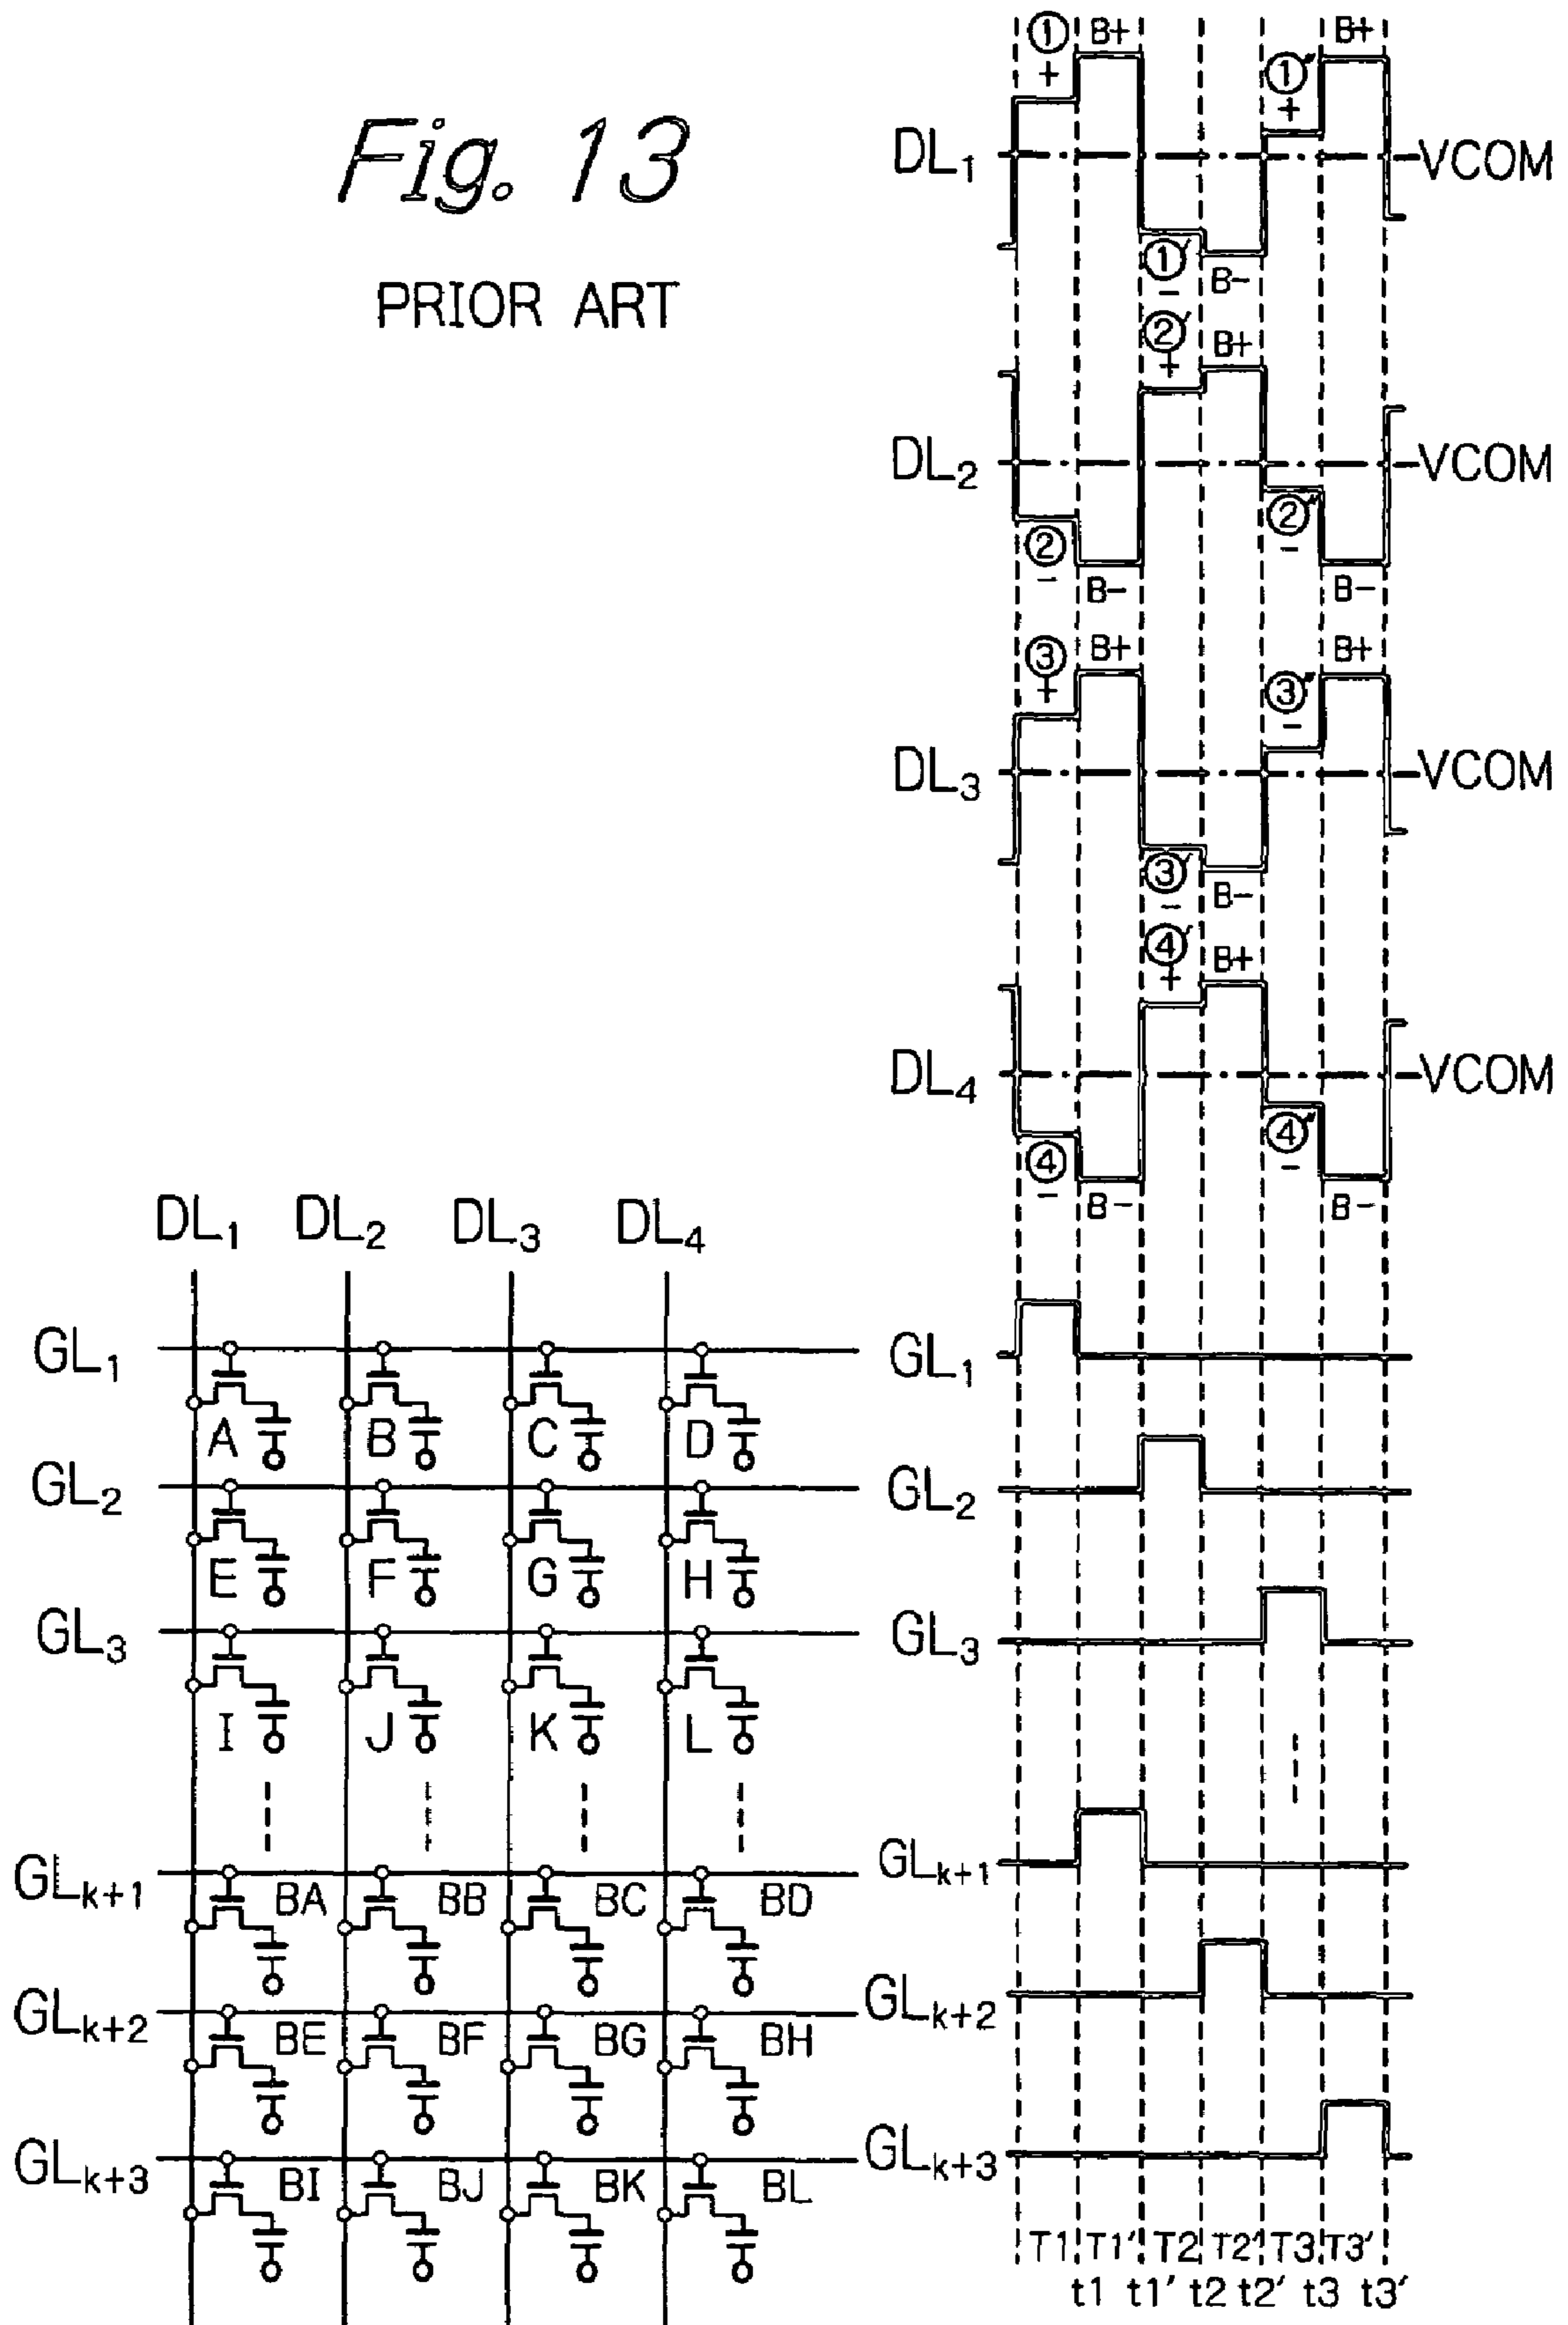 Fig. 13
PRIOR ART
① B+ B+
+ ①″
+
DL1 VCOM
①′ B-
-
②′ B+
+
DL2 VCOM
② ②″
- -
B- B-
③ B+ B+
+ ③″
-
DL3 VCOM
③′ B-
-
④′ B+
+
DL4 VCOM
④ ④″
- -
B- B-
DL1 DL2 DL3 DL4
GL1 GL1
A B C D
GL2 GL2
E F G H
GL3 GL3
I J K L
GLk+1 BA BB BC BD GLk+1
GLk+2 BE BF BG BH GLk+2
GLk+3 BI BJ BK BL GLk+3
T1 T1′ T2 T2′ T3 T3′
t1 t1′ t2 t2′ t3 t3′